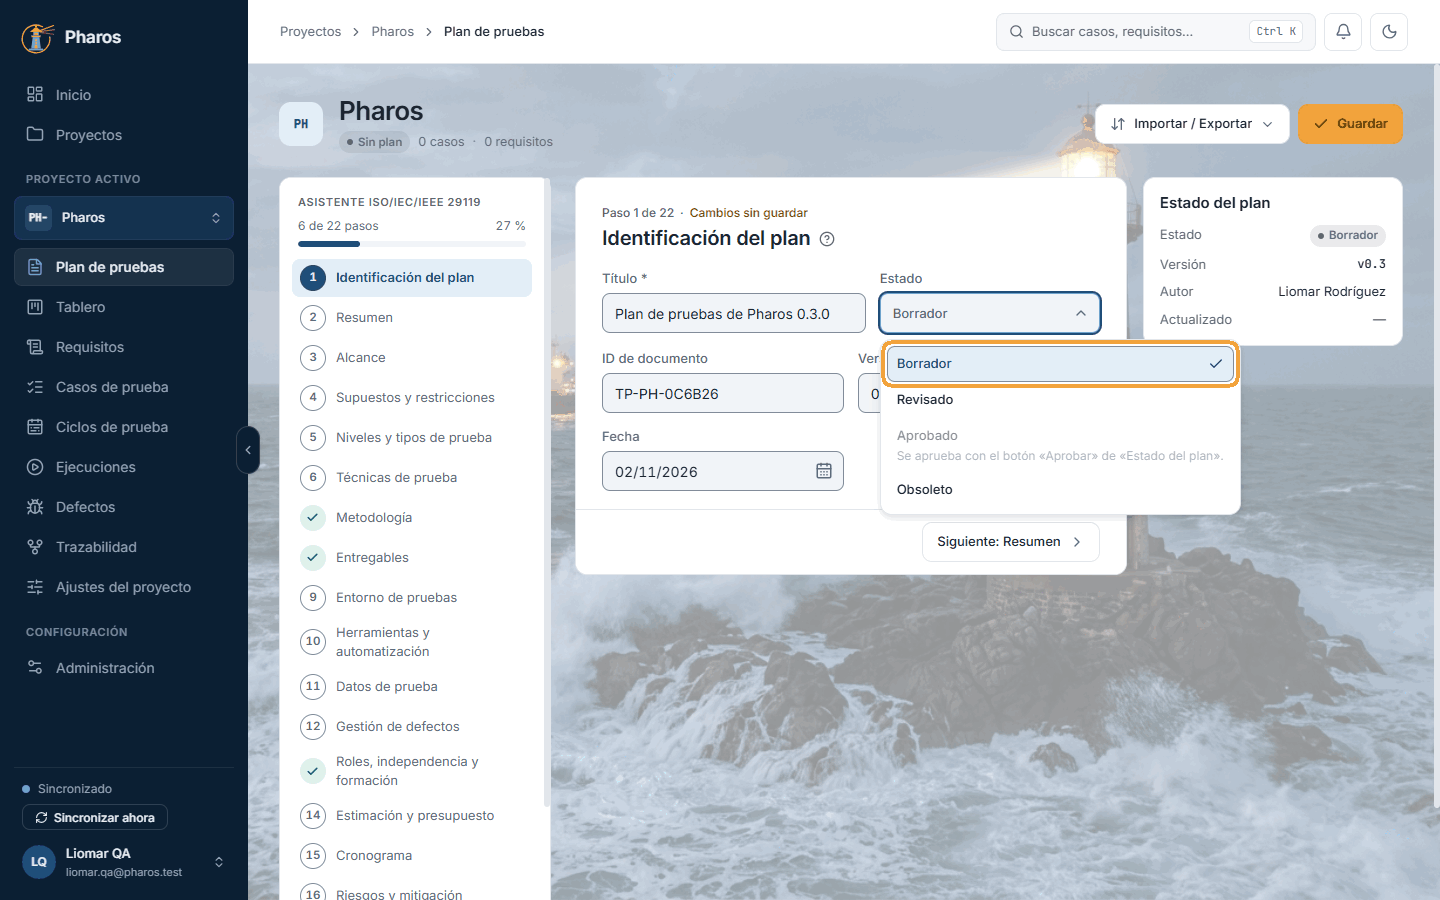 Pharos
Inicio
Proyectos
PROYECTO ACTIVO
PH-
Pharos
Plan de pruebas
Tablero
Requisitos
Casos de prueba
Ciclos de prueba
Ejecuciones
Defectos
Trazabilidad
Ajustes del proyecto
CONFIGURACIÓN
Administración
Sincronizado
Sincronizar ahora
LQ
Liomar QA
liomar.qa@pharos.test
Proyectos > Pharos > Plan de pruebas
Buscar casos, requisitos... Ctrl K
PH
Pharos
Sin plan 0 casos · 0 requisitos
Importar / Exportar
Guardar
ASISTENTE ISO/IEC/IEEE 29119
6 de 22 pasos 27 %
1 Identificación del plan
2 Resumen
3 Alcance
4 Supuestos y restricciones
5 Niveles y tipos de prueba
6 Técnicas de prueba
Metodología
Entregables
9 Entorno de pruebas
10 Herramientas y
automatización
11 Datos de prueba
12 Gestión de defectos
Roles, independencia y
formación
14 Estimación y presupuesto
15 Cronograma
16 Riesgos y mitigación
Paso 1 de 22 · Cambios sin guardar
Identificación del plan
Título *
Plan de pruebas de Pharos 0.3.0
Estado
Borrador
ID de documento
TP-PH-0C6B26
Ver
0
Fecha
02/11/2026
Borrador
Revisado
Aprobado
Se aprueba con el botón «Aprobar» de «Estado del plan».
Obsoleto
Siguiente: Resumen
Estado del plan
Estado Borrador
Versión v0.3
Autor Liomar Rodríguez
Actualizado —